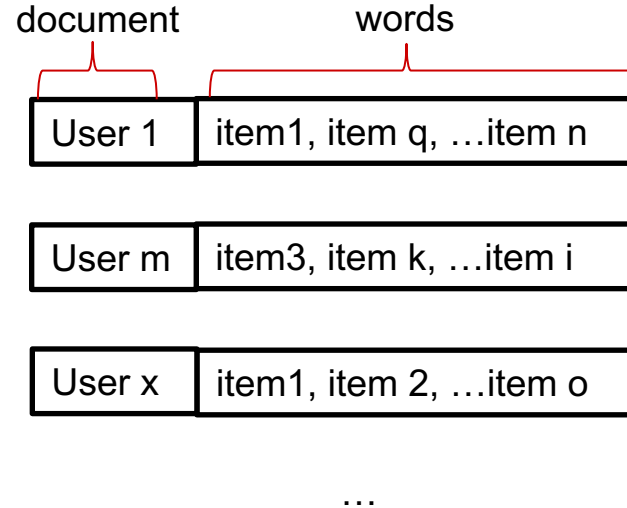 document words
User 1 item1, item q, …item n
User m item3, item k, …item i
User x item1, item 2, …item o
…